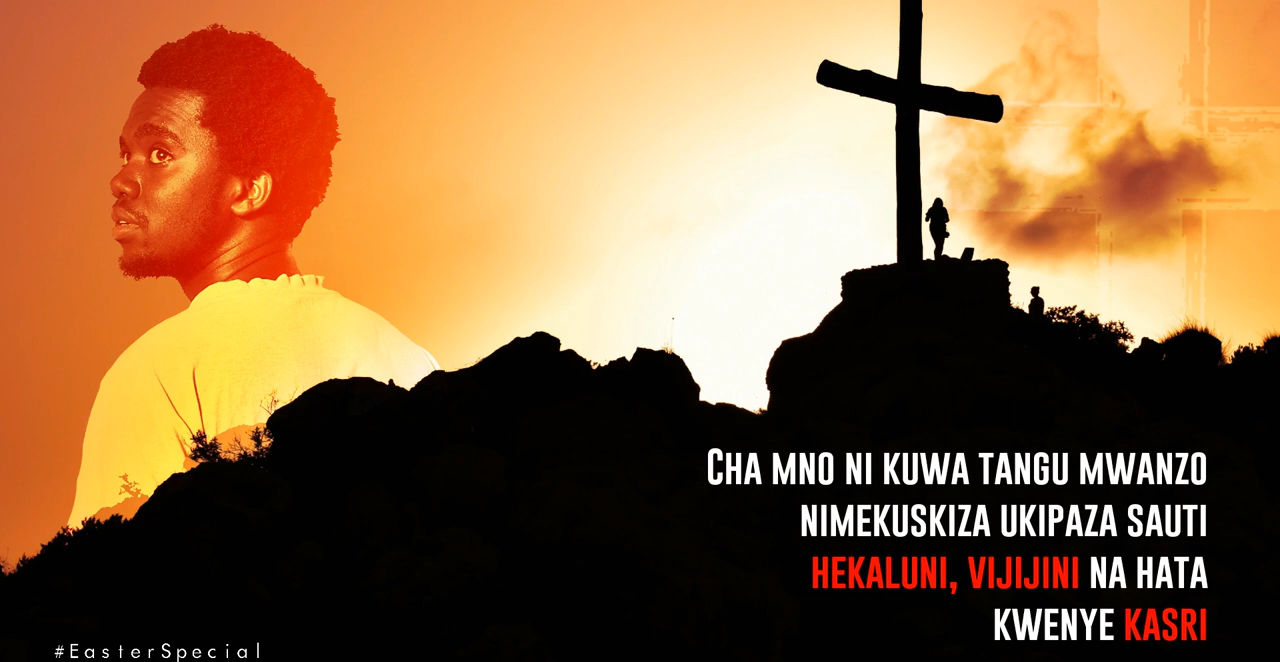 Cha mno ni kuwa tangu mwanzo
nimekuskiza ukipaza sauti
hekaluni, vijijini na hata
kwenye kasri
#EasterSpecial